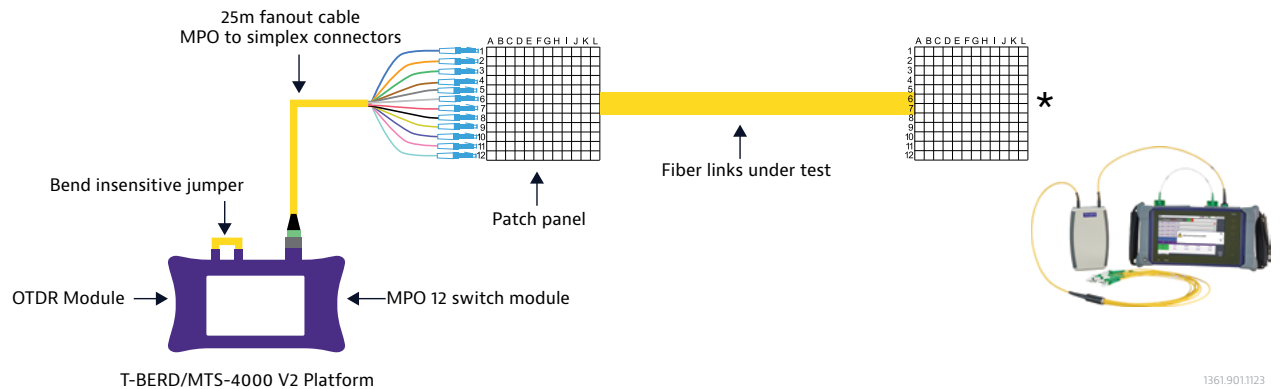 25m fanout cable
MPO to simplex connectors
A B C D E F G H I J K L
1
2
3
4
5
6
7
8
9
10
11
12
A B C D E F G H I J K L
1
2
3
4
5
6
7
8
9
10
11
12
*
Bend insensitive jumper
Patch panel
Fiber links under test
OTDR Module
MPO 12 switch module
T-BERD/MTS-4000 V2 Platform
1361.901.1123